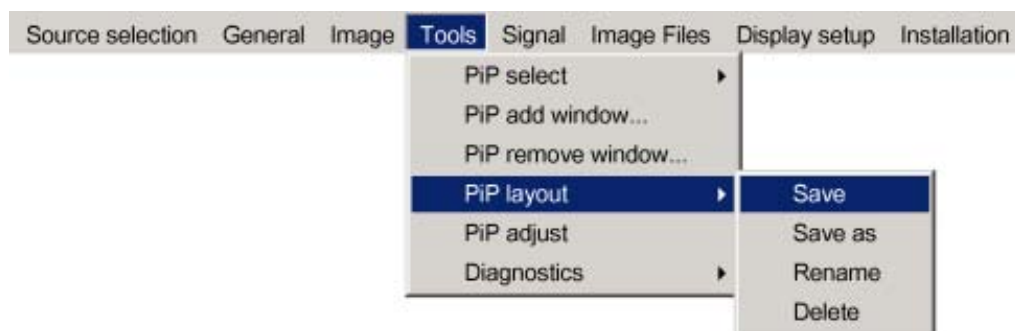 Source selection General Image Tools Signal Image Files Display setup Installation
PiP select
PiP add window...
PiP remove window...
PiP layout
Save
PiP adjust
Save as
Diagnostics
Rename
Delete